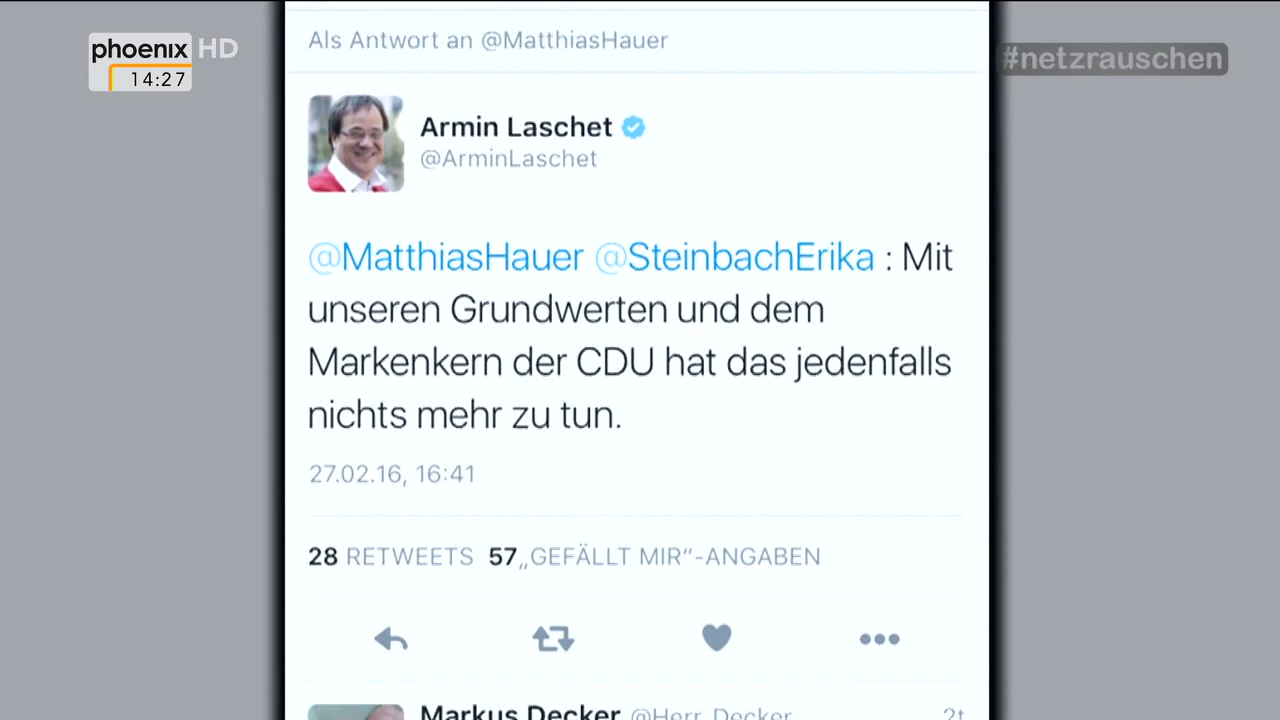 phoenix HD
14:27
#netzrauschen
Als Antwort an @MatthiasHauer
Armin Laschet
@ArminLaschet
@MatthiasHauer @SteinbachErika : Mit
unseren Grundwerten und dem
Markenkern der CDU hat das jedenfalls
nichts mehr zu tun.
27.02.16, 16:41
28 RETWEETS 57 „GEFÄLLT MIR“-ANGABEN
Markus Decker @Herr_Decker 2t